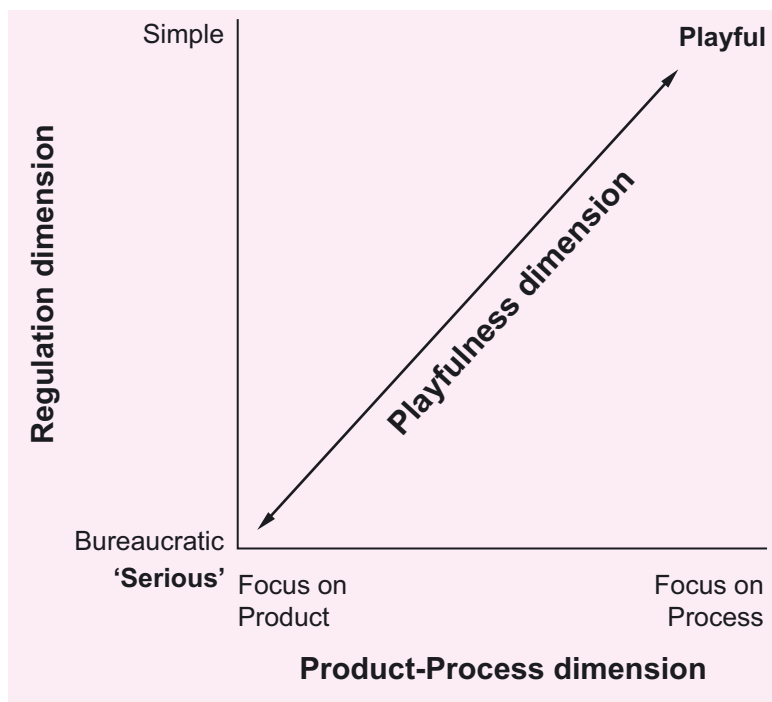 Simple
Playful
Regulation dimension
Playfulness dimension
Bureaucratic
‘Serious’
Focus on
Product
Focus on
Process
Product-Process dimension